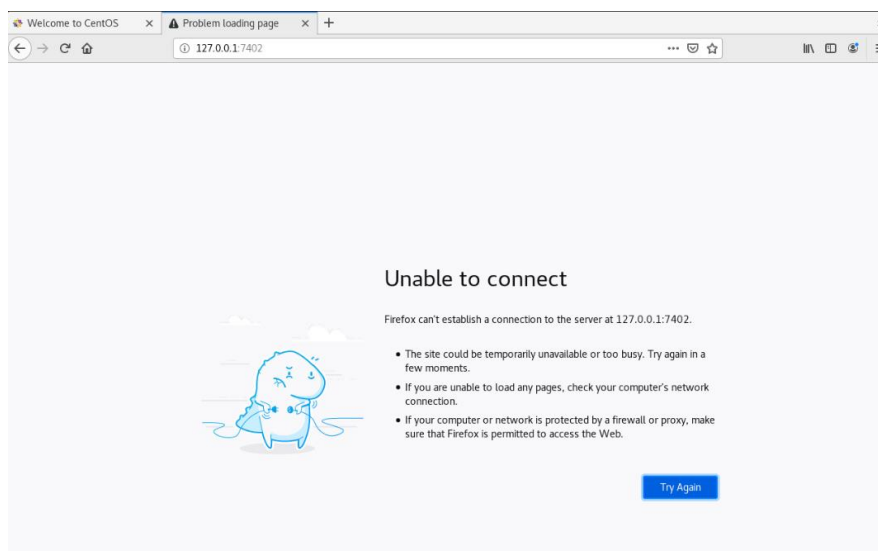 Welcome to CentOS
Problem loading page
127.0.0.1:7402
Unable to connect
Firefox can't establish a connection to the server at 127.0.0.1:7402.
The site could be temporarily unavailable or too busy. Try again in a
few moments.
If you are unable to load any pages, check your computer's network
connection.
If your computer or network is protected by a firewall or proxy, make
sure that Firefox is permitted to access the Web.
Try Again